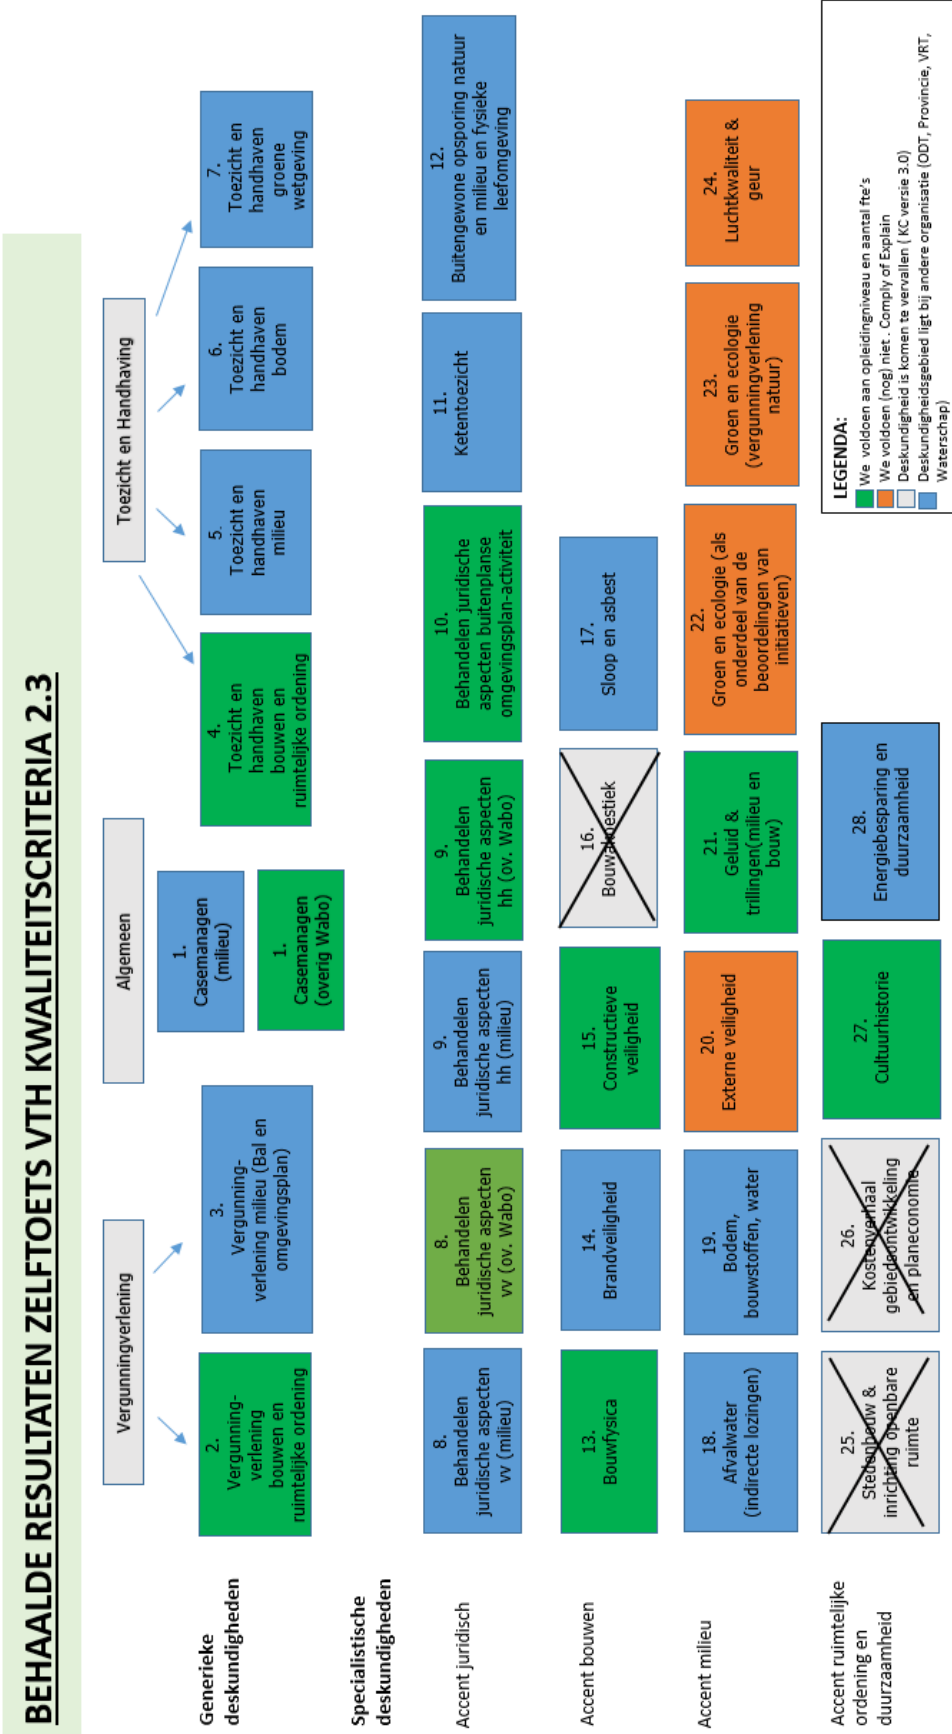 BEHAALDE RESULTATEN ZELFTOETS VTH KWALITEITSCRITERIA 2.3
Vergunningverlening
Algemeen
Toezicht en Handhaving
Generieke
deskundigheden
2.
Vergunning-
verlening
bouwen en
ruimtelijke ordening
3.
Vergunning-
verlening milieu (Bal en
omgevingsplan)
1.
Casemanagen
(milieu)
1.
Casemanagen
(overig Wabo)
4.
Toezicht en
handhaven
bouwen en
ruimtelijke ordening
5.
Toezicht en
handhaven
milieu
6.
Toezicht en
handhaven
bodem
7.
Toezicht en
handhaven
groene
wetgeving
Specialistische
deskundigheden
Accent juridisch
8.
Behandelen
juridische aspecten
vv (milieu)
8.
Behandelen
juridische aspecten
vv (ov. Wabo)
9.
Behandelen
juridische aspecten
hh (milieu)
9.
Behandelen
juridische aspecten
hh (ov. Wabo)
10.
Behandelen juridische
aspecten buitenplanse
omgevingsplan-activiteit
11.
Ketentoezicht
12.
Buitengewone opsporing natuur
en milieu en fysieke
leefomgeving
Accent bouwen
13.
Bouwfysica
14.
Brandveiligheid
15.
Constructieve
veiligheid
16.
Bouwakoestiek
17.
Sloop en asbest
Accent milieu
18.
Afvalwater
(indirecte lozingen)
19.
Bodem,
bouwstoffen, water
20.
Externe veiligheid
21.
Geluid &
trillingen(milieu en
bouw)
22.
Groen en ecologie (als
onderdeel van de
beoordelingen van
initiatieven)
23.
Groen en ecologie
(vergunningverlening
natuur)
24.
Luchtkwaliteit &
geur
Accent ruimtelijke
ordening en
duurzaamheid
25.
Stedenbouw &
inrichting openbare
ruimte
26.
Kostenverhaal
gebiedsontwikkeling
en planeconomie
27.
Cultuurhistorie
28.
Energiebesparing en
duurzaamheid
LEGENDA:
We voldoen aan opleidingniveau en aantal fte's
We voldoen (nog) niet . Comply of Explain
Deskundigheid is komen te vervallen ( KC versie 3.0)
Deskundigheidsgebied ligt bij andere organisatie (ODT, Provincie, VRT,
Waterschap)